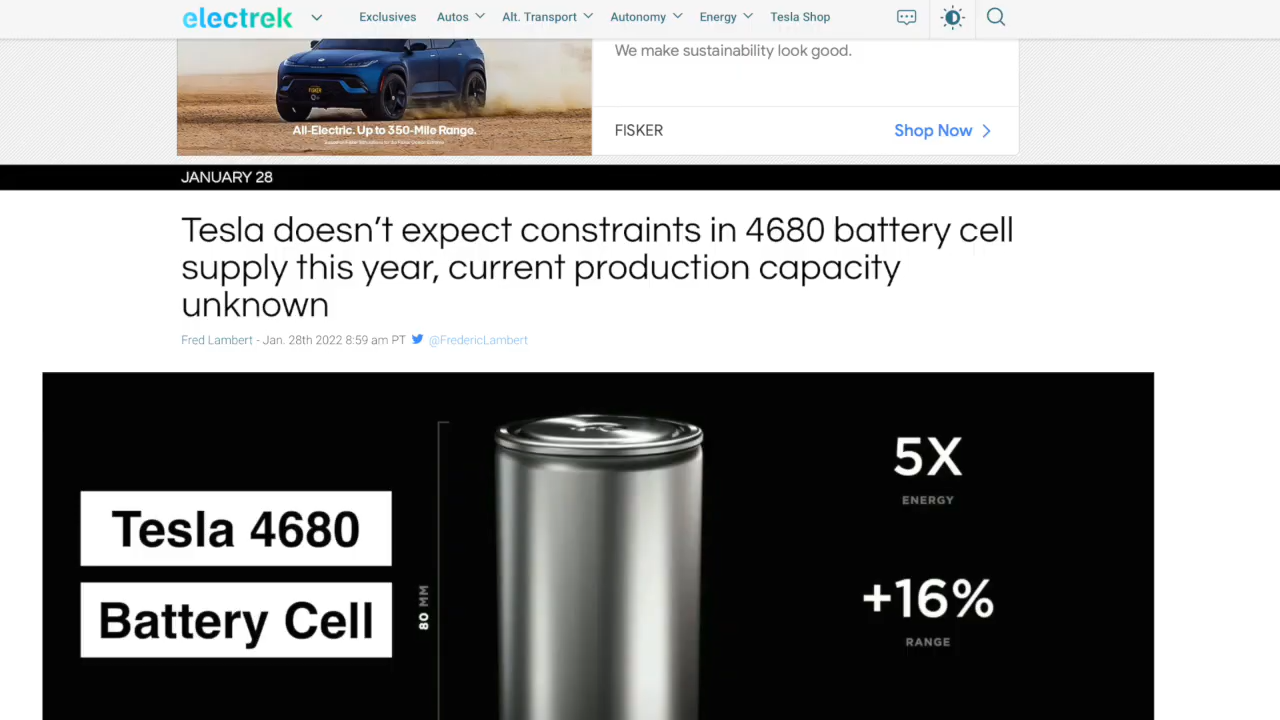 electrek
Exclusives Autos Alt. Transport Autonomy Energy Tesla Shop
We make sustainability look good.
FISKER
All-Electric. Up to 350-Mile Range.
FISKER Shop Now
JANUARY 28
Tesla doesn't expect constraints in 4680 battery cell
supply this year, current production capacity
unknown
Fred Lambert - Jan. 28th 2022 8:59 am PT @FredericLambert
5X
ENERGY
Tesla 4680
Battery Cell
80 MM
+16%
RANGE